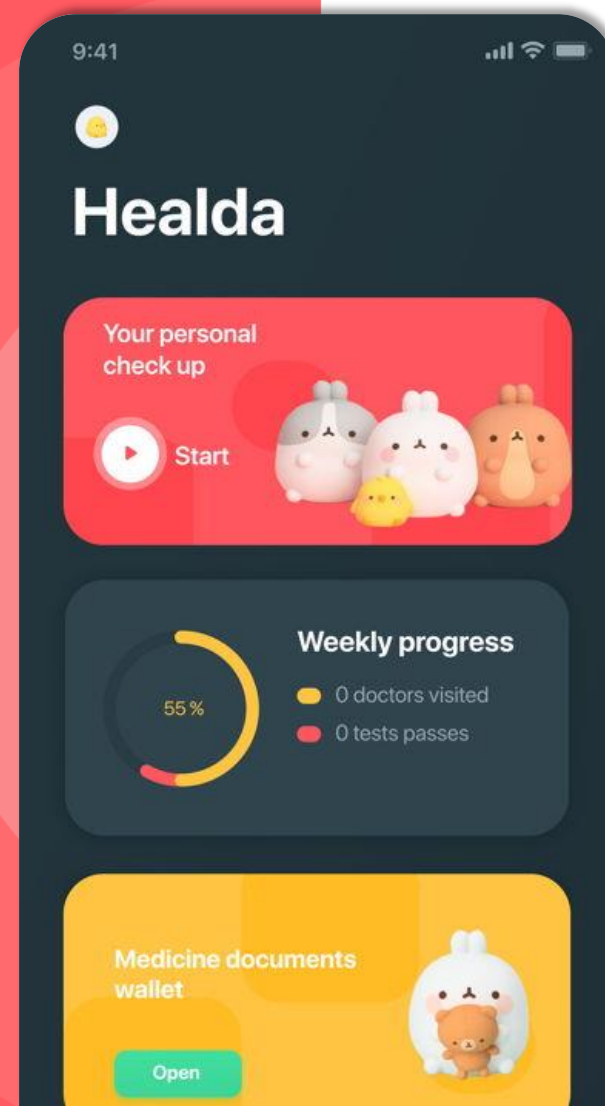 9:41
Healda
Your personal
check up
Start
Weekly progress
55 %
0 doctors visited
0 tests passes
Medicine documents
wallet
Open